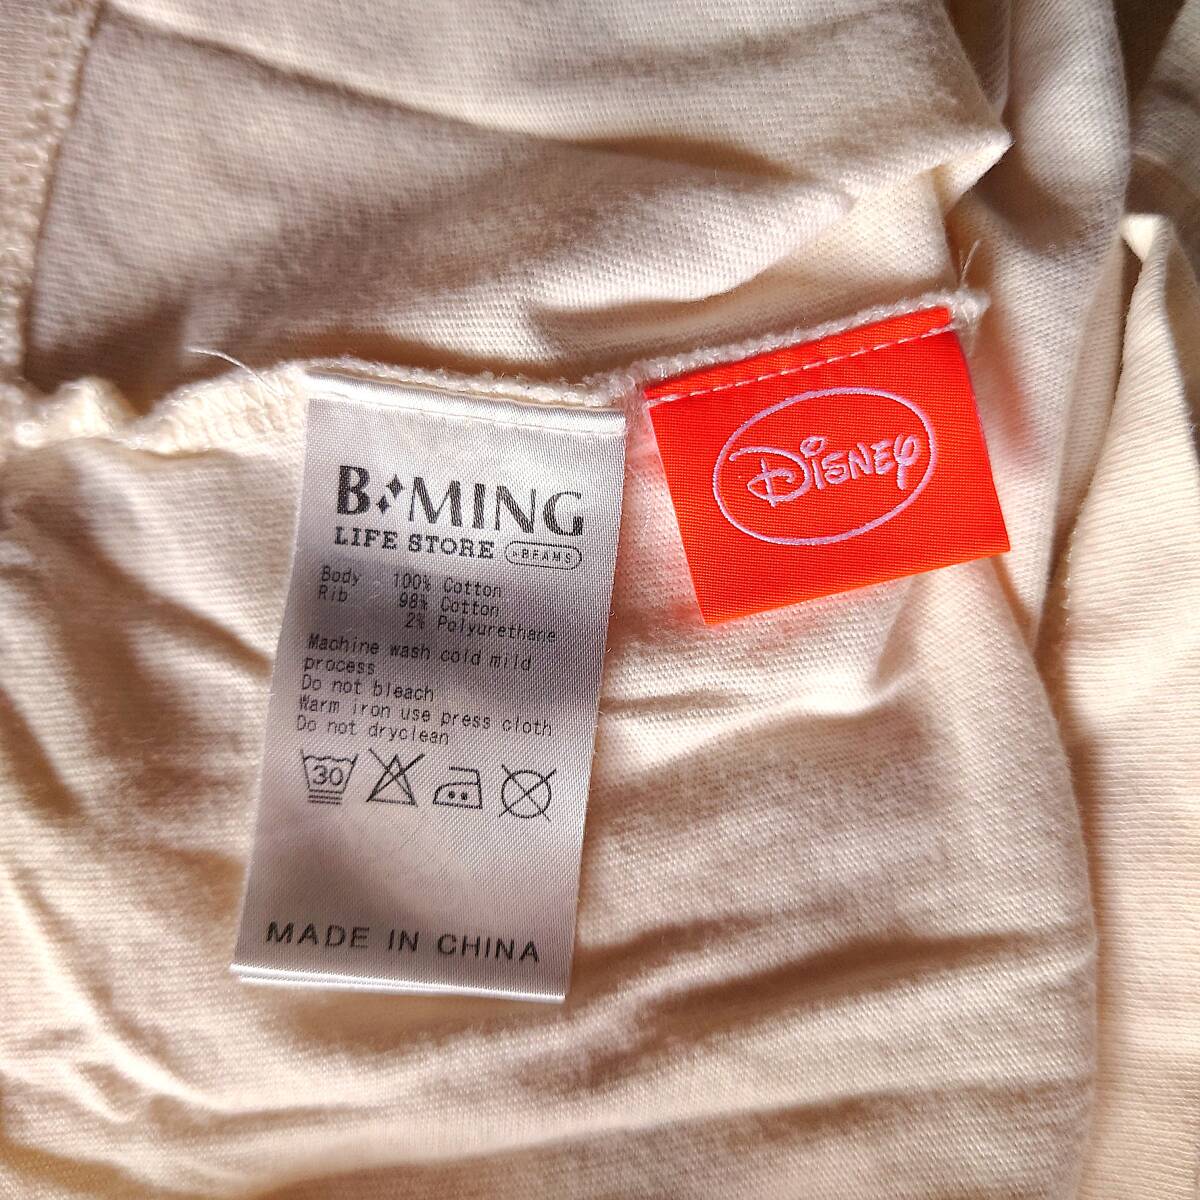 B:MING
LIFE STORE BEAMS
Body 100% Cotton
Rib 98% Cotton
2% Polyurethane
Machine wash cold mild
process
Do not bleach
Warm iron use press cloth
Do not dryclean
30
MADE IN CHINA
Disney